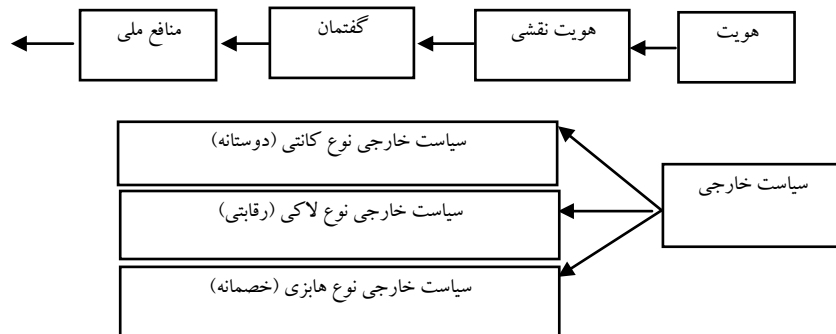 هویت
هویت نقشی
گفتمان
منافع ملی
سیاست خارجی
سیاست خارجی نوع کانتی (دوستانه)
سیاست خارجی نوع لاکی (رقابتی)
سیاست خارجی نوع هابزی (خصمانه)